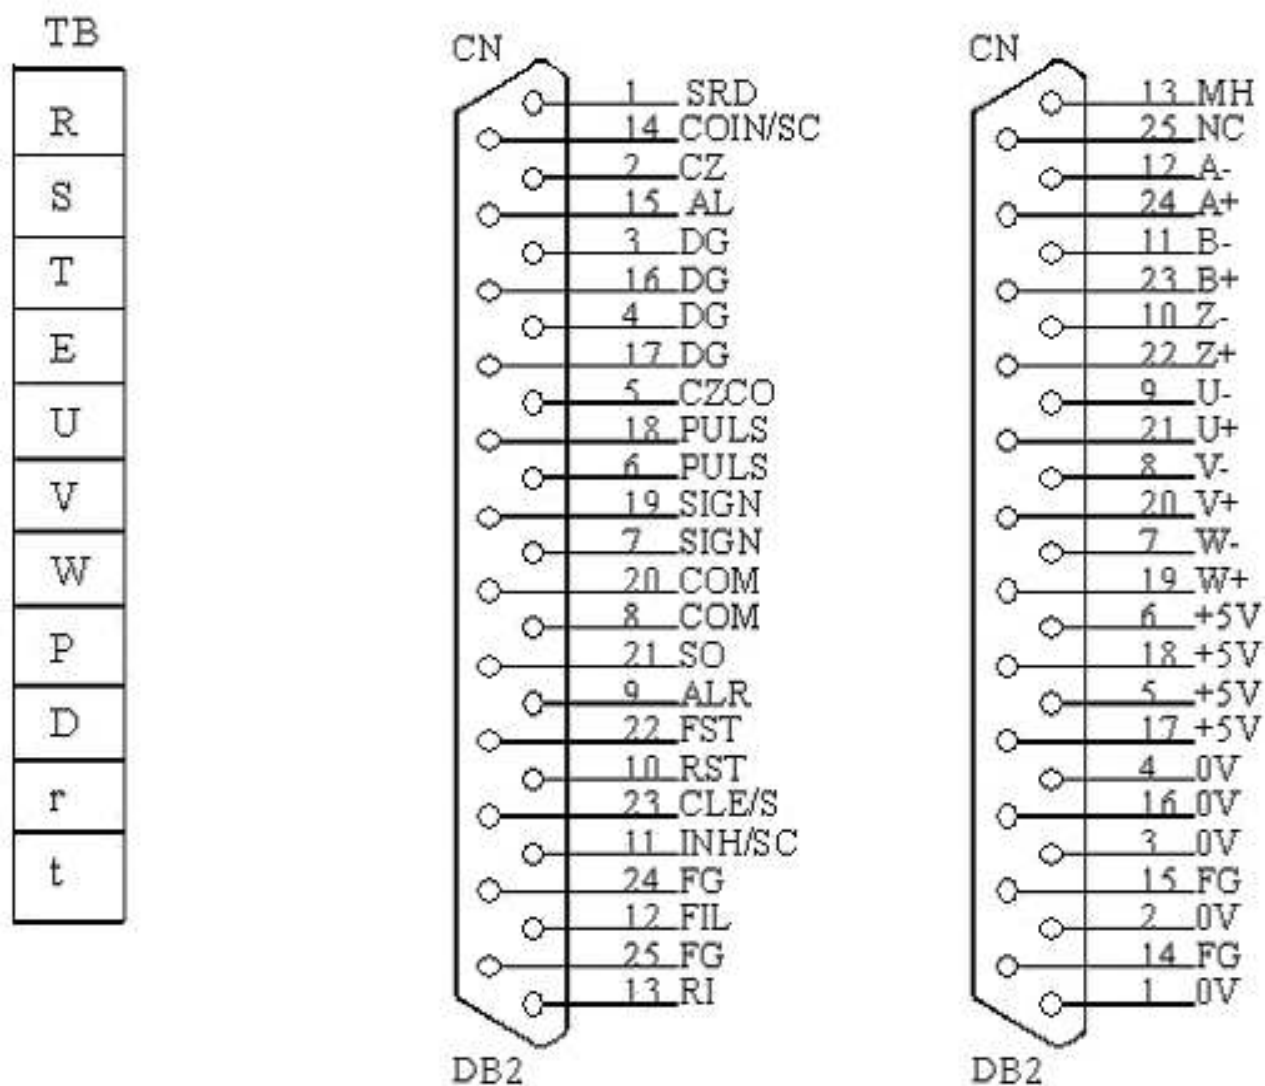 TB
R
S
T
E
U
V
W
P
D
r
t
CN
1 SRD
14 COIN/SC
2 CZ
15 AL
3 DG
16 DG
4 DG
17 DG
5 CZCO
18 PULS
6 PULS
19 SIGN
7 SIGN
20 COM
8 COM
21 SO
9 ALR
22 FST
10 RST
23 CLE/S
11 INH/SC
24 FG
12 FIL
25 FG
13 RI
DB2
CN
13 MH
25 NC
12 A-
24 A+
11 B-
23 B+
10 Z-
22 Z+
9 U-
21 U+
8 V-
20 V+
7 W-
19 W+
6 +5V
18 +5V
5 +5V
17 +5V
4 0V
16 0V
3 0V
15 FG
2 0V
14 FG
1 0V
DB2